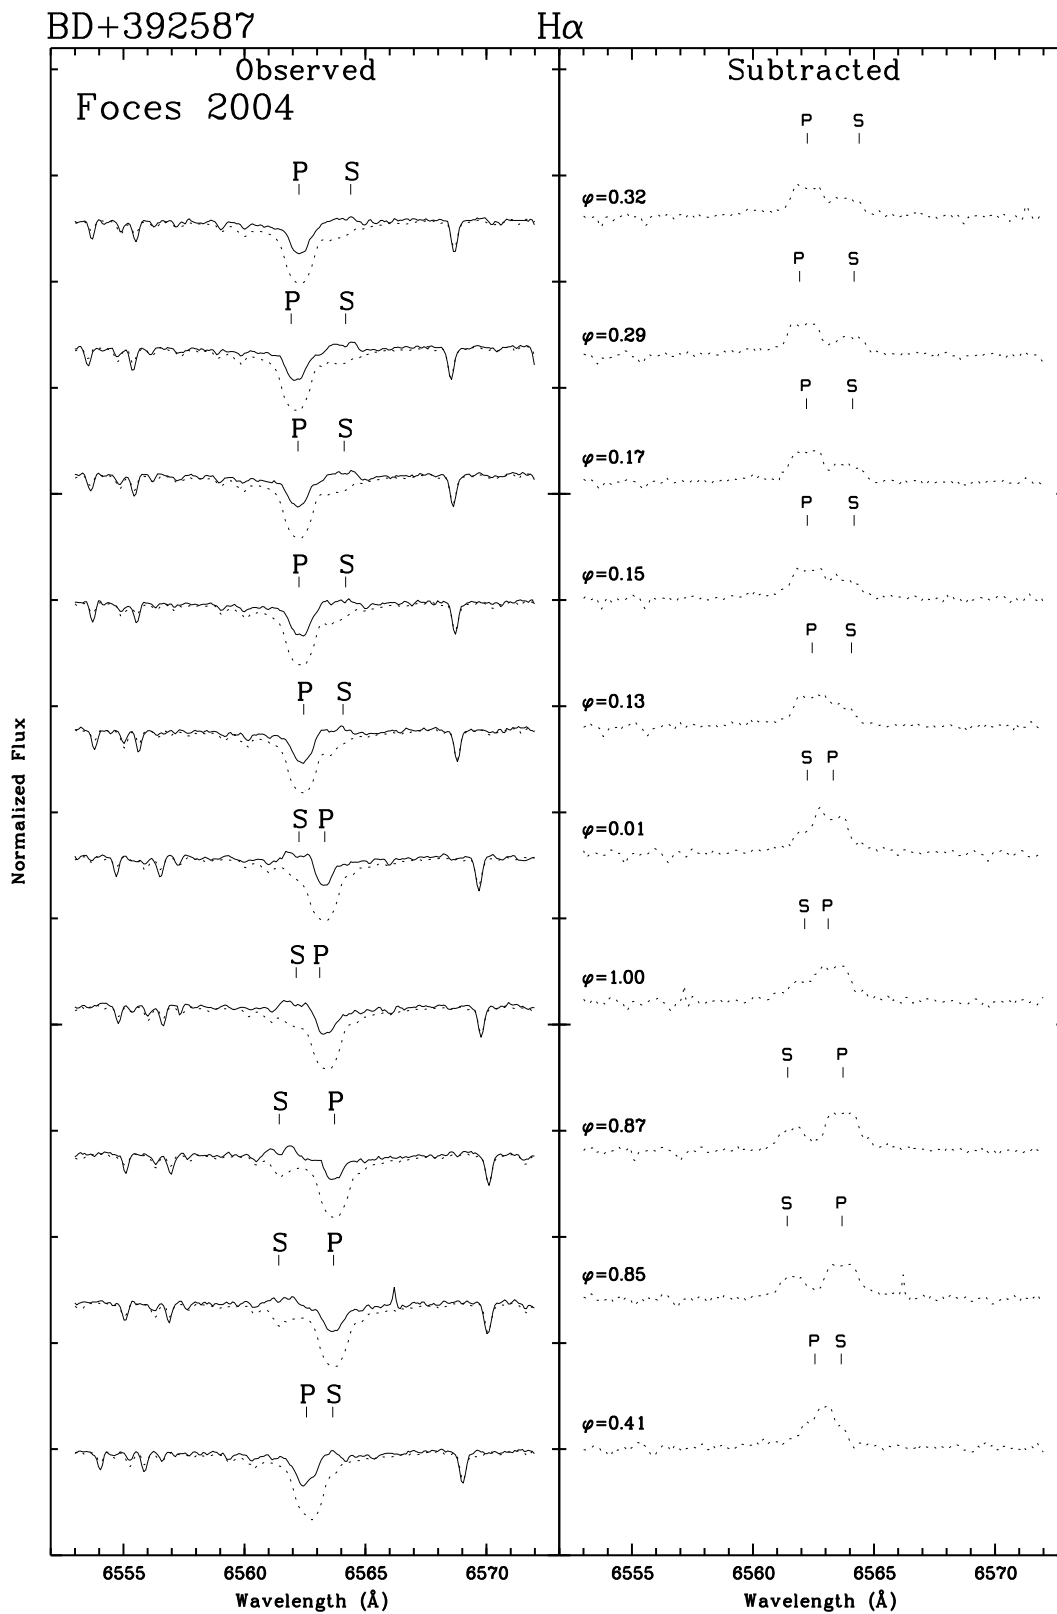 BD+392587 Hα
Observed Subtracted
Foces 2004
P S
P S
φ=0.32
P S
P S
φ=0.29
P S
P S
φ=0.17
P S
P S
φ=0.15
P S
P S
φ=0.13
S P
S P
φ=0.01
S P
S P
φ=1.00
S P
S P
φ=0.87
S P
S P
φ=0.85
P S
P S
φ=0.41
Normalized Flux
6555 6560 6565 6570 6555 6560 6565 6570
Wavelength (Å) Wavelength (Å)